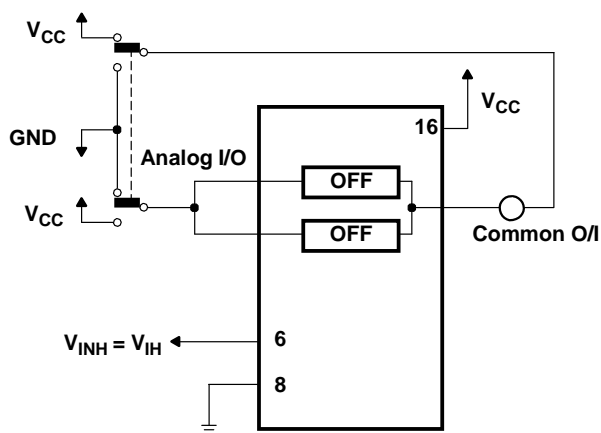 VCC
VCC
16
GND
Analog I/O
OFF
VCC
OFF
Common O/I
VINH = VIH
6
8